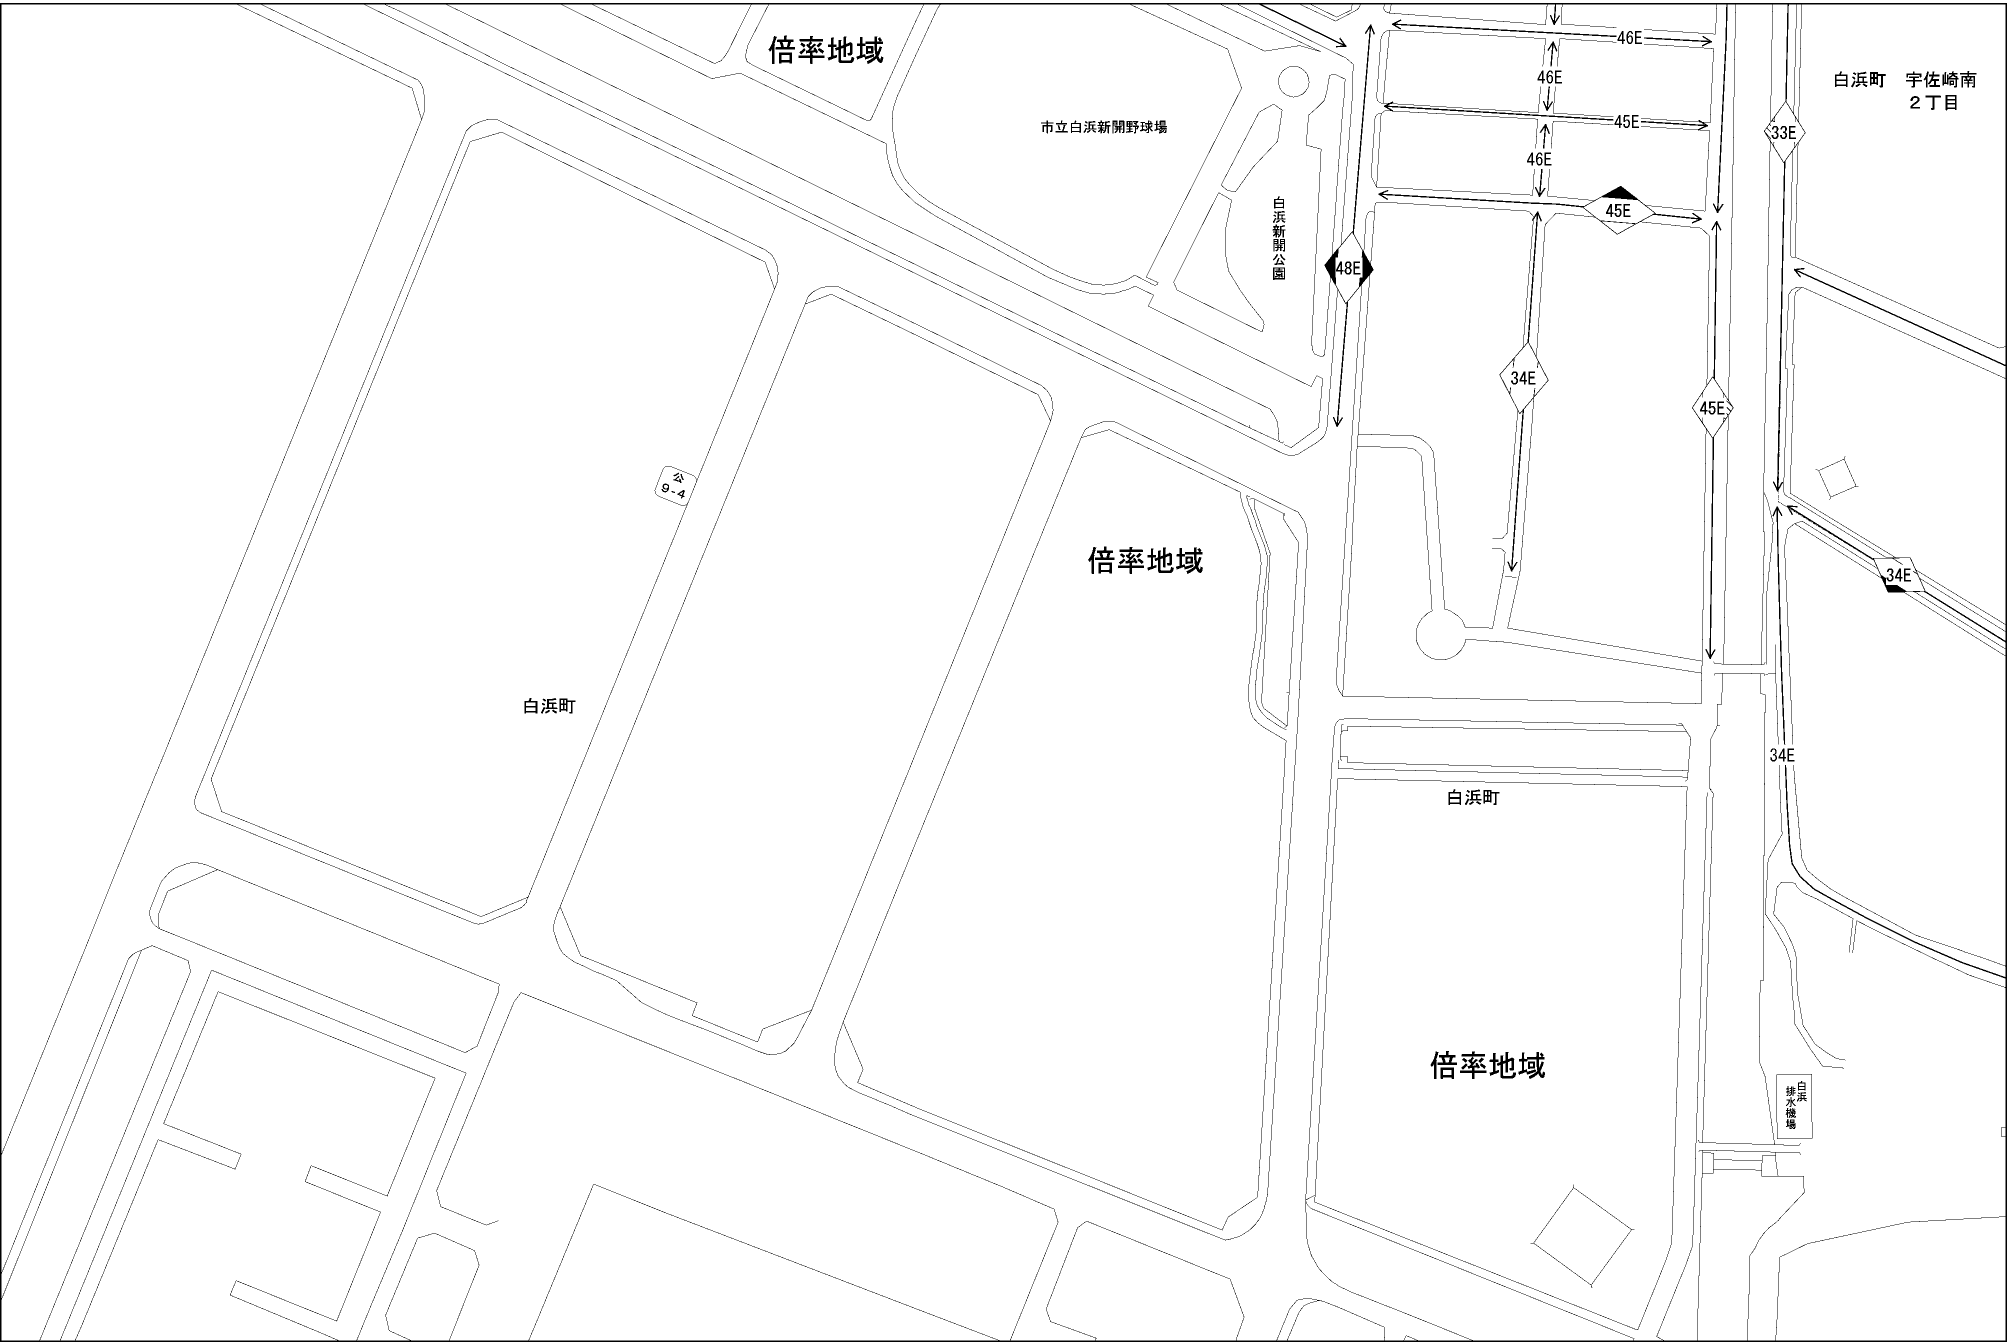 倍率地域
46E
46E
白浜町　宇佐崎南
２丁目
市立白浜新開野球場
45E
33E
46E
白浜新開公園
45E
48E
34E
45E
公
9-4
倍率地域
34E
白浜町
34E
白浜町
倍率地域
白浜
排水機場